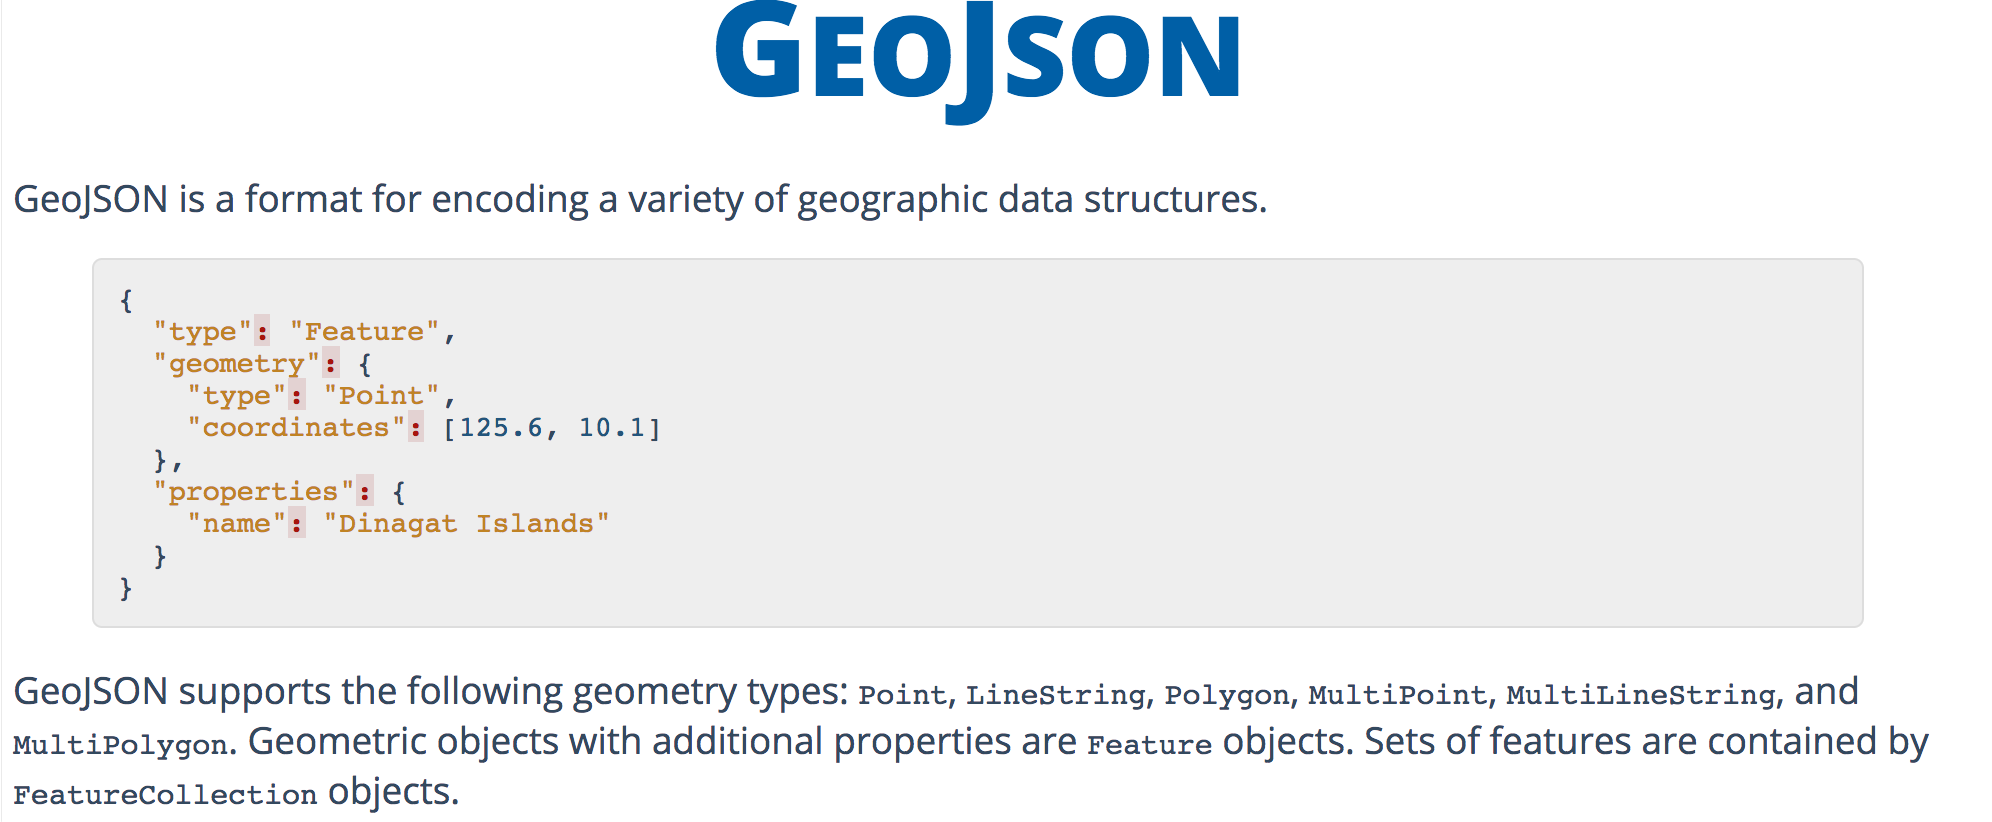 GEOJSON
GeoJSON is a format for encoding a variety of geographic data structures.
{
  "type": "Feature",
  "geometry": {
    "type": "Point",
    "coordinates": [125.6, 10.1]
  },
  "properties": {
    "name": "Dinagat Islands"
  }
}
GeoJSON supports the following geometry types: Point, LineString, Polygon, MultiPoint, MultiLineString, and
MultiPolygon. Geometric objects with additional properties are Feature objects. Sets of features are contained by
FeatureCollection objects.